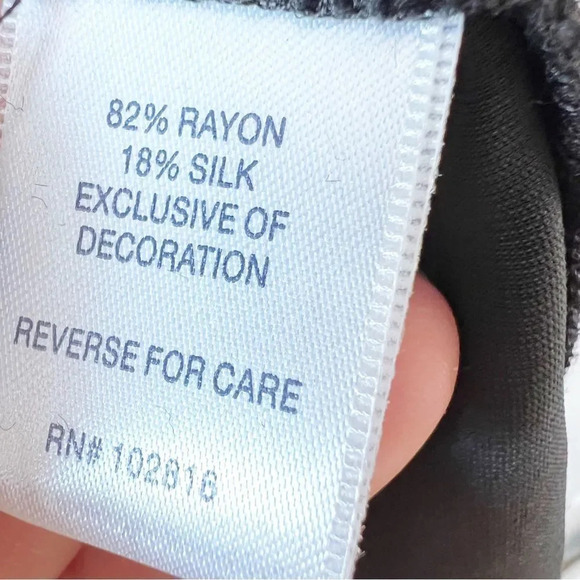 82% RAYON
18% SILK
EXCLUSIVE OF
DECORATION
REVERSE FOR CARE
RN# 102816